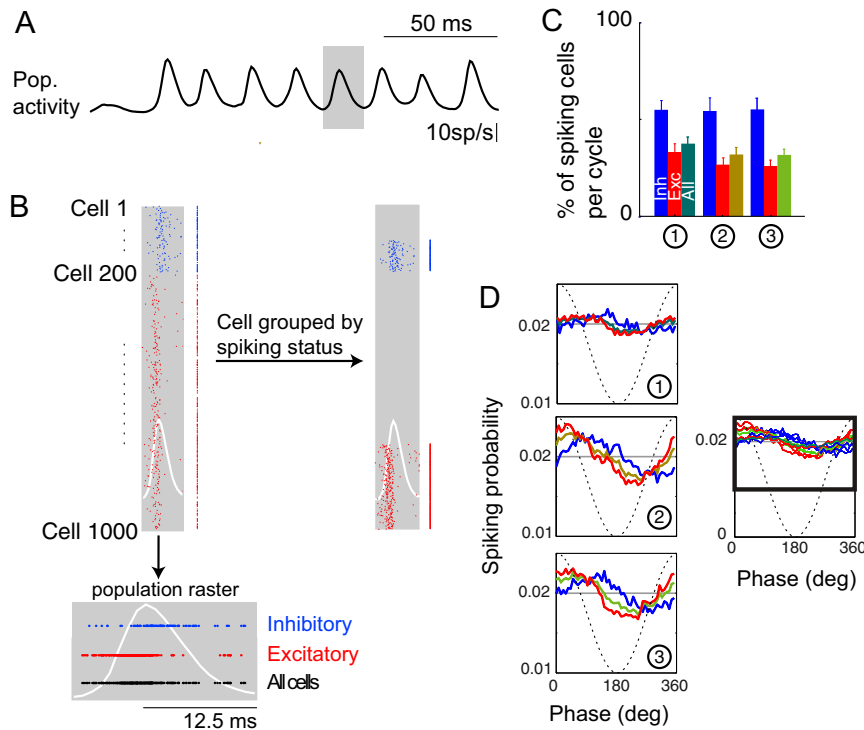 A
50 ms
Pop.
activity
10sp/s
B
Cell 1
Cell 200
Cell grouped by
spiking status
Cell 1000
population raster
Inhibitory
Excitatory
All cells
12.5 ms
C
100
% of spiking cells
per cycle
0
Inh
Exc
All
1
2
3
D
Spiking probability
0.02
0.01
1
0.02
0.01
2
0.02
0.01
3
0
180
360
Phase (deg)
0.02
0
0
180
360
Phase (deg)